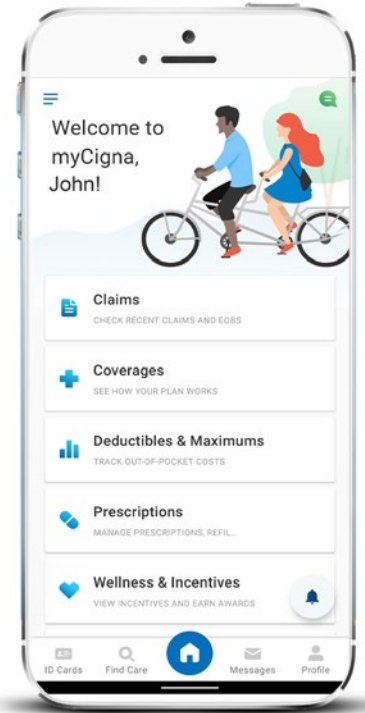 Welcome to
myCigna,
John!
Claims
CHECK RECENT CLAIMS AND EOBS
Coverages
SEE HOW YOUR PLAN WORKS
Deductibles & Maximums
TRACK OUT-OF-POCKET COSTS
Prescriptions
MANAGE PRESCRIPTIONS, REFIL...
Wellness & Incentives
VIEW INCENTIVES AND EARN AWARDS
ID Cards Find Care Messages Profile